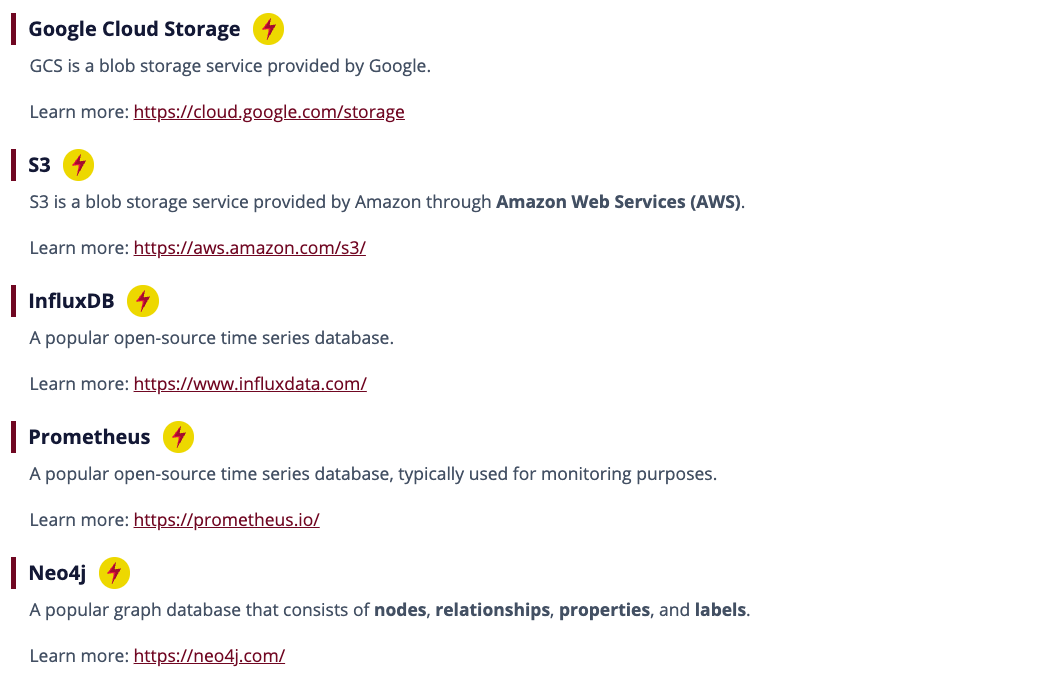 Google Cloud Storage
GCS is a blob storage service provided by Google.
Learn more: https://cloud.google.com/storage
S3
S3 is a blob storage service provided by Amazon through Amazon Web Services (AWS).
Learn more: https://aws.amazon.com/s3/
InfluxDB
A popular open-source time series database.
Learn more: https://www.influxdata.com/
Prometheus
A popular open-source time series database, typically used for monitoring purposes.
Learn more: https://prometheus.io/
Neo4j
A popular graph database that consists of nodes, relationships, properties, and labels.
Learn more: https://neo4j.com/